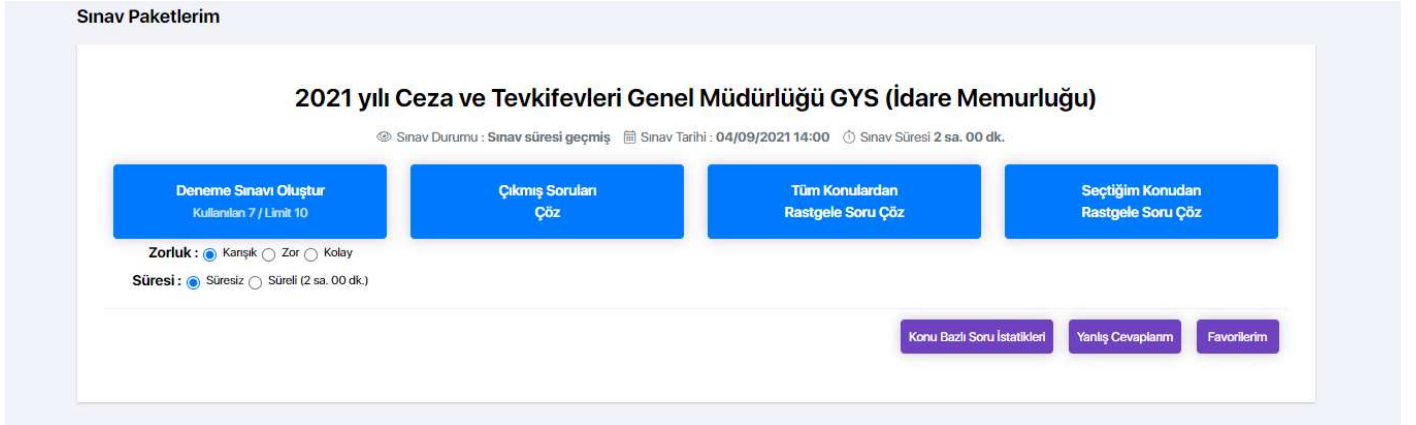 Sınav Paketlerim
2021 yılı Ceza ve Tevkifevleri Genel Müdürlüğü GYS (İdare Memurluğu)
Sınav Durumu : Sınav süresi geçmiş Sınav Tarihi : 04/09/2021 14:00 Sınav Süresi 2 sa. 00 dk.
Deneme Sınavı Oluştur
Kullanılan 7 / Limit 10
Çıkmış Soruları
Çöz
Tüm Konulardan
Rastgele Soru Çöz
Seçtiğim Konudan
Rastgele Soru Çöz
Zorluk : Karışık Zor Kolay
Süresi : Süresiz Süreli (2 sa. 00 dk.)
Konu Bazlı Soru İstatikleri Yanlış Cevaplarım Favorilerim